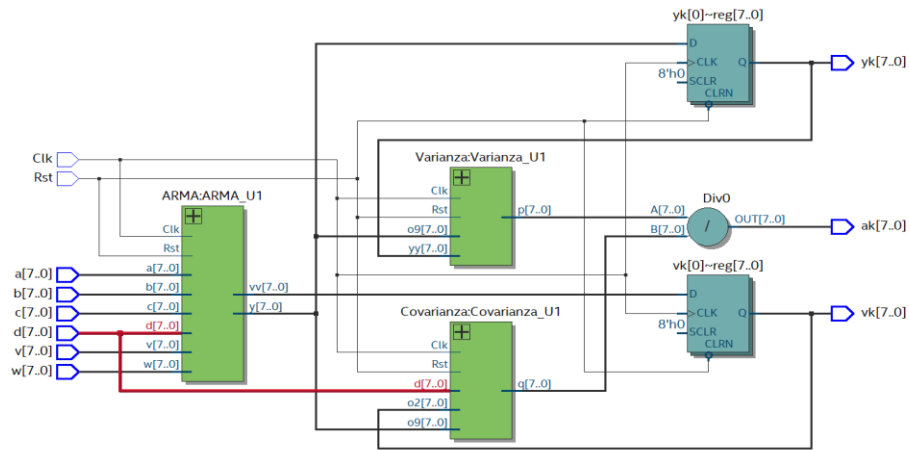 yk[0]~reg[7..0]
D
CLK
Q
8'h0
SCLR
CLRN
yk[7..0]
Clk
Rst
Varianza:Varianza_U1
Clk
Rst
p[7..0]
o9[7..0]
yy[7..0]
Div0
A[7..0]
B[7..0]
/
OUT[7..0]
ak[7..0]
ARMA:ARMA_U1
Clk
Rst
a[7..0]
a[7..0]
b[7..0]
b[7..0]
c[7..0]
c[7..0]
d[7..0]
d[7..0]
v[7..0]
v[7..0]
w[7..0]
w[7..0]
vv[7..0]
y[7..0]
vk[0]~reg[7..0]
D
CLK
Q
8'h0
SCLR
CLRN
vk[7..0]
Covarianza:Covarianza_U1
Clk
Rst
d[7..0]
q[7..0]
o2[7..0]
o9[7..0]